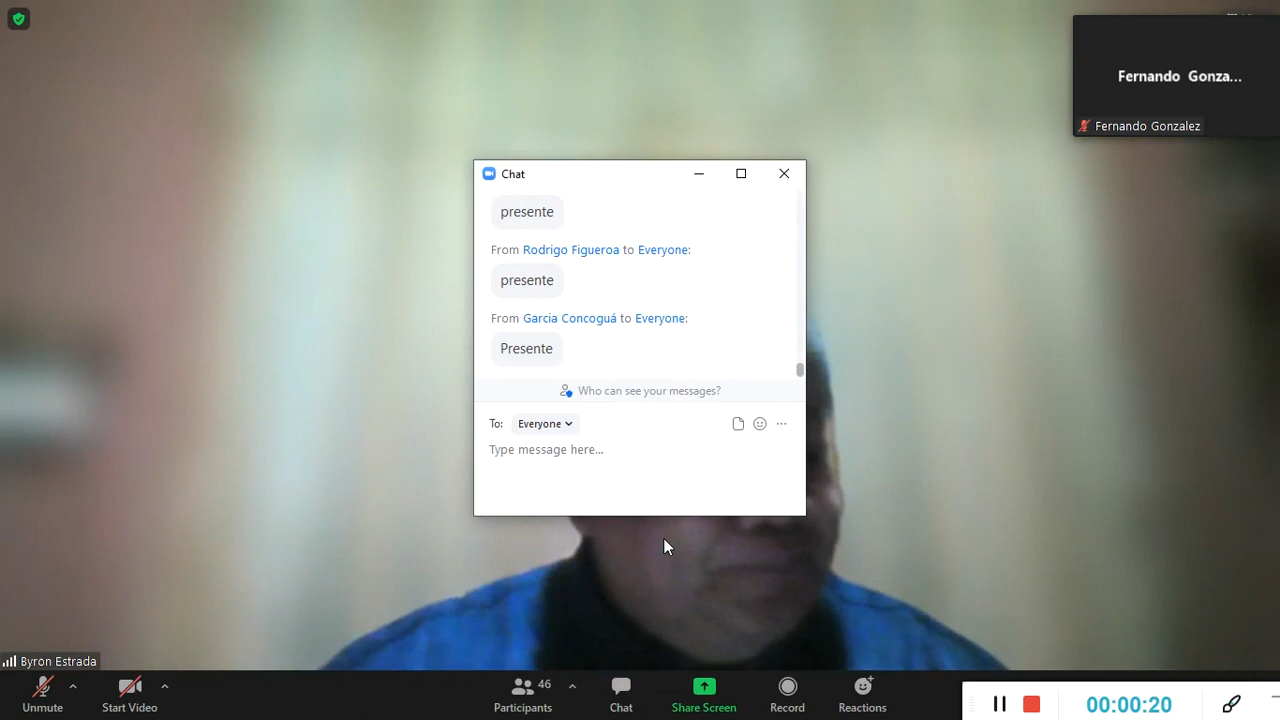 Fernando Gonza...
Fernando Gonzalez
Chat
presente
From Rodrigo Figueroa to Everyone:
presente
From Garcia Concoguá to Everyone:
Presente
Who can see your messages?
To: Everyone
Type message here...
Byron Estrada
Unmute
Start Video
46
Participants
Chat
Share Screen
Record
Reactions
00:00:20